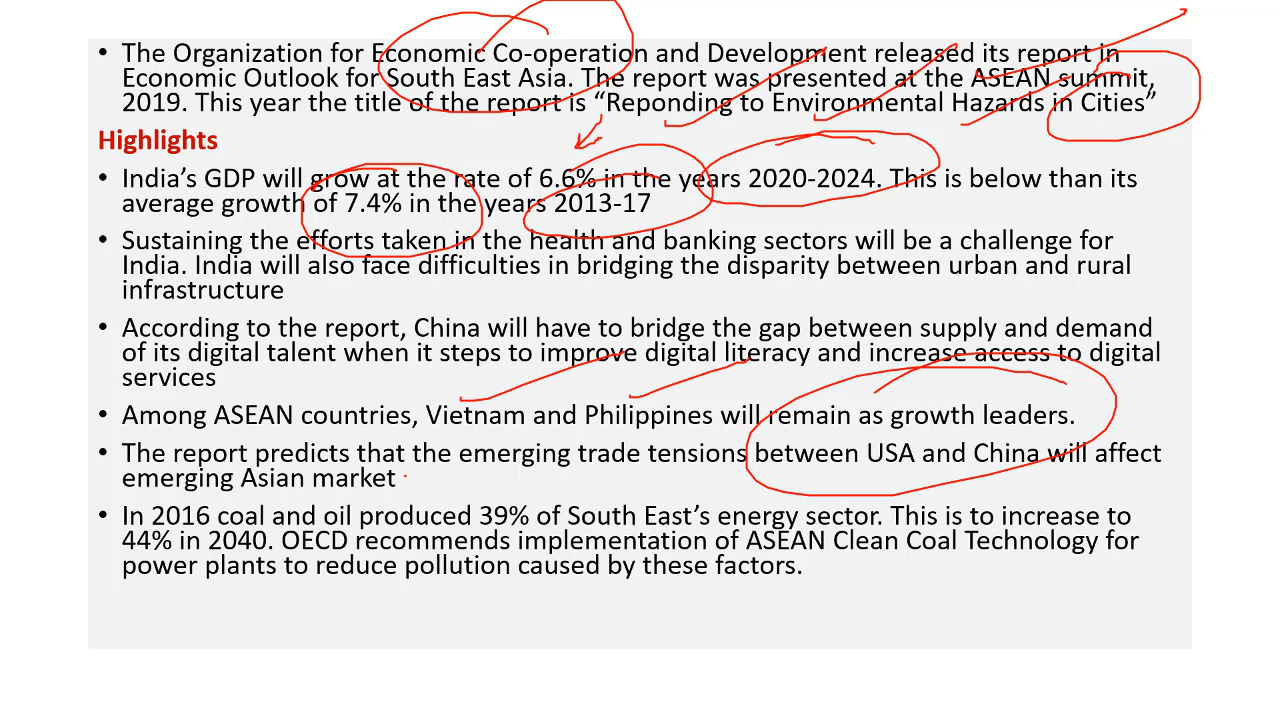 • The Organization for Economic Co-operation and Development released its report in
Economic Outlook for South East Asia. The report was presented at the ASEAN summit,
2019. This year the title of the report is “Reponding to Environmental Hazards in Cities”
Highlights
• India’s GDP will grow at the rate of 6.6% in the years 2020-2024. This is below than its
average growth of 7.4% in the years 2013-17
• Sustaining the efforts taken in the health and banking sectors will be a challenge for
India. India will also face difficulties in bridging the disparity between urban and rural
infrastructure
• According to the report, China will have to bridge the gap between supply and demand
of its digital talent when it steps to improve digital literacy and increase access to digital
services
• Among ASEAN countries, Vietnam and Philippines will remain as growth leaders.
• The report predicts that the emerging trade tensions between USA and China will affect
emerging Asian market
• In 2016 coal and oil produced 39% of South East’s energy sector. This is to increase to
44% in 2040. OECD recommends implementation of ASEAN Clean Coal Technology for
power plants to reduce pollution caused by these factors.